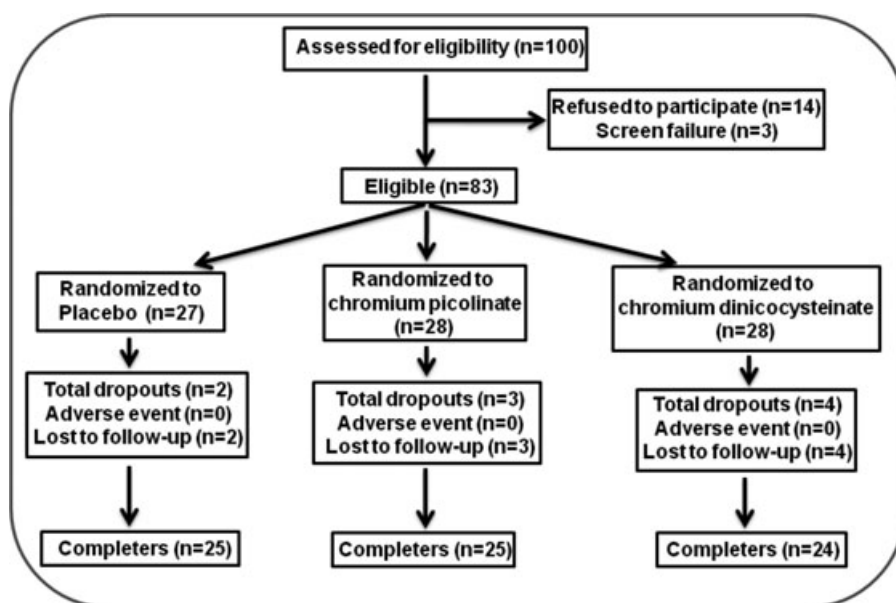 Assessed for eligibility (n=100)
Refused to participate (n=14)
Screen failure (n=3)
Eligible (n=83)
Randomized to
Placebo (n=27)
Randomized to
chromium picolinate
(n=28)
Randomized to
chromium dinicocysteinate
(n=28)
Total dropouts (n=2)
Adverse event (n=0)
Lost to follow-up (n=2)
Total dropouts (n=3)
Adverse event (n=0)
Lost to follow-up (n=3)
Total dropouts (n=4)
Adverse event (n=0)
Lost to follow-up (n=4)
Completers (n=25)
Completers (n=25)
Completers (n=24)